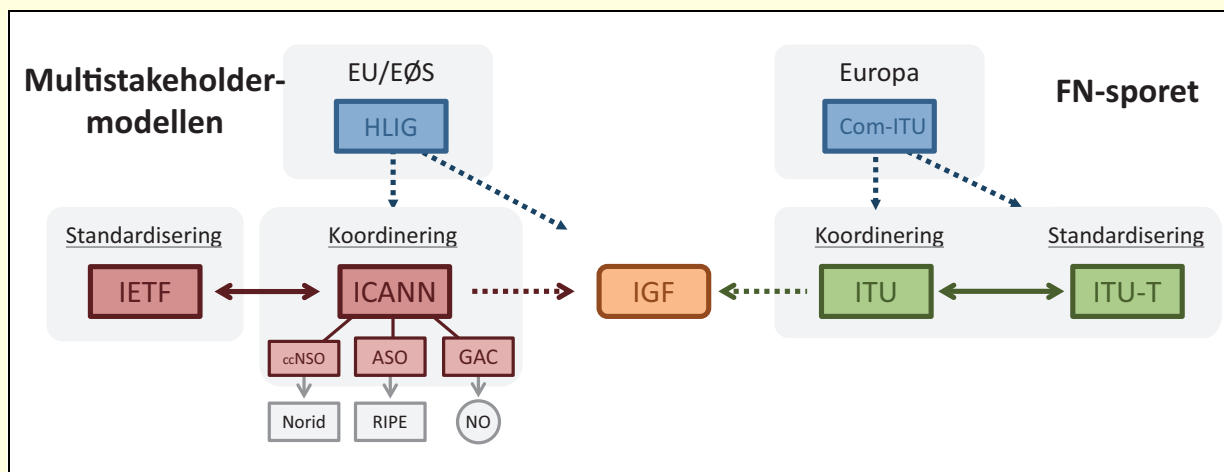 Multistakeholder-
modellen
EU/EØS
HLIG
Europa
Com-ITU
FN-sporet
Standardisering
IETF
Koordinering
ICANN
IGF
Koordinering
ITU
Standardisering
ITU-T
ccNSO
ASO
GAC
Norid
RIPE
NO